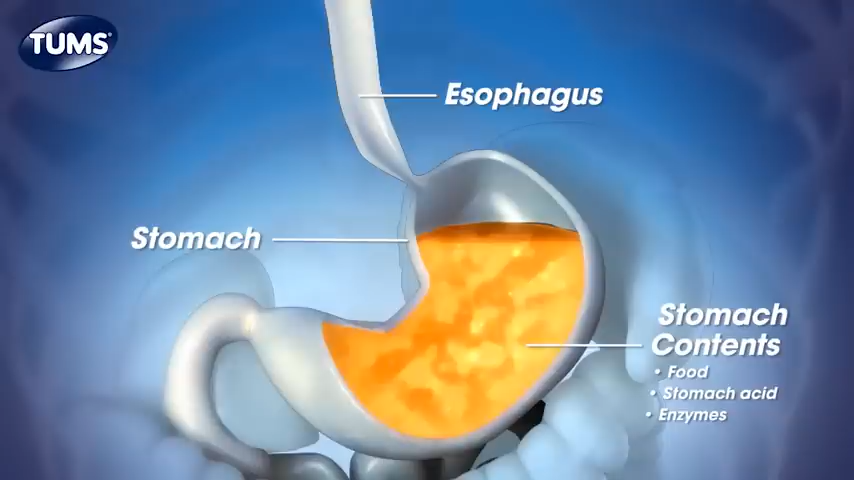 TUMS®
Esophagus
Stomach
Stomach
Contents
• Food
• Stomach acid
• Enzymes